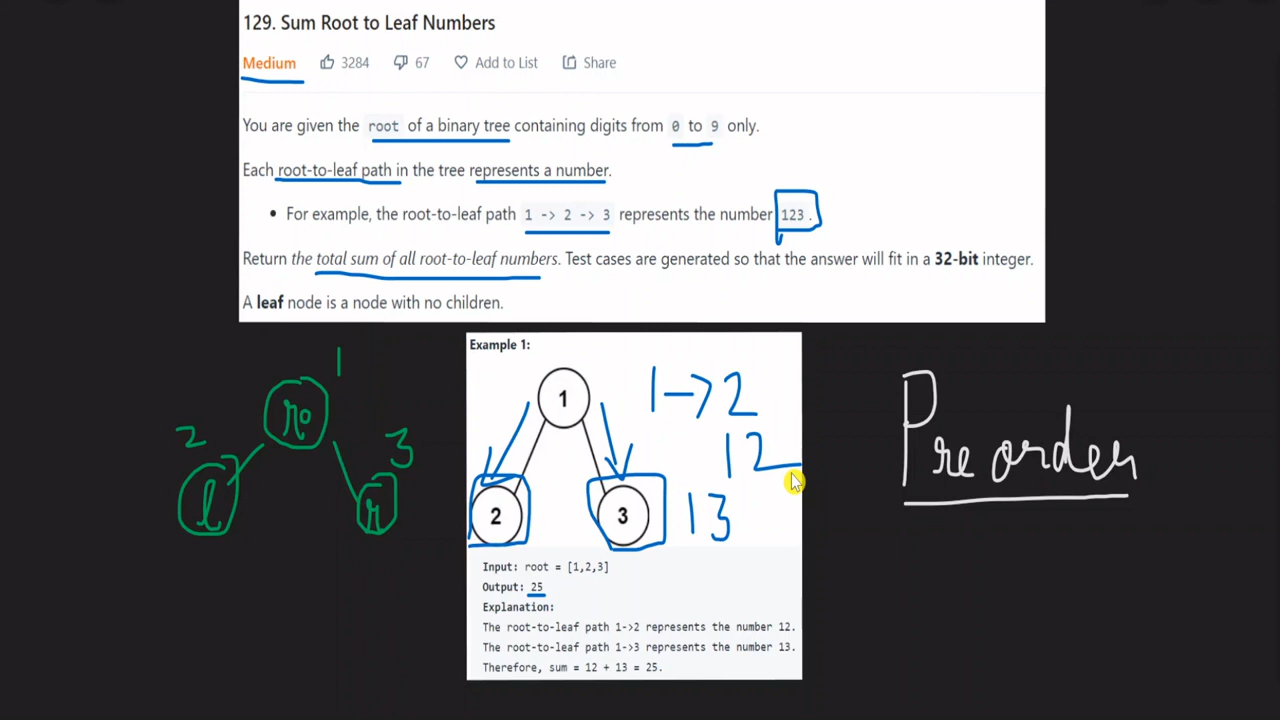 129. Sum Root to Leaf Numbers
Medium 3284 67 Add to List Share
You are given the root of a binary tree containing digits from 0 to 9 only.
Each root-to-leaf path in the tree represents a number.
• For example, the root-to-leaf path 1 -> 2 -> 3 represents the number 123.
Return the total sum of all root-to-leaf numbers. Test cases are generated so that the answer will fit in a 32-bit integer.
A leaf node is a node with no children.
1
2
3
l
r
Example 1:
1
2 3
1->2
12
13
Input: root = [1,2,3]
Output: 25
Explanation:
The root-to-leaf path 1->2 represents the number 12.
The root-to-leaf path 1->3 represents the number 13.
Therefore, sum = 12 + 13 = 25.
Preorder